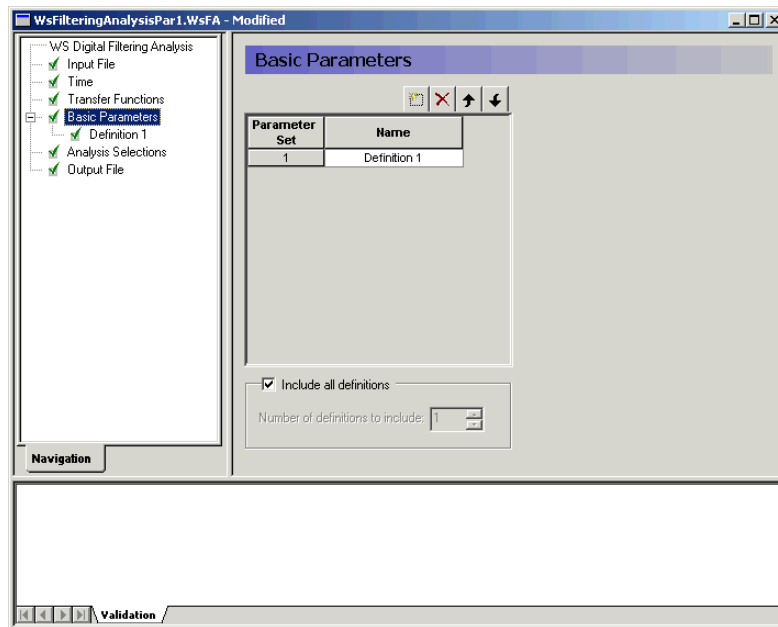 WsFilteringAnalysisPar1.WsFA - Modified
WS Digital Filtering Analysis
Input File
Time
Transfer Functions
Basic Parameters
Definition 1
Analysis Selections
Output File
Navigation
Basic Parameters
Parameter Set Name
1 Definition 1
Include all definitions
Number of definitions to include: 1
Validation